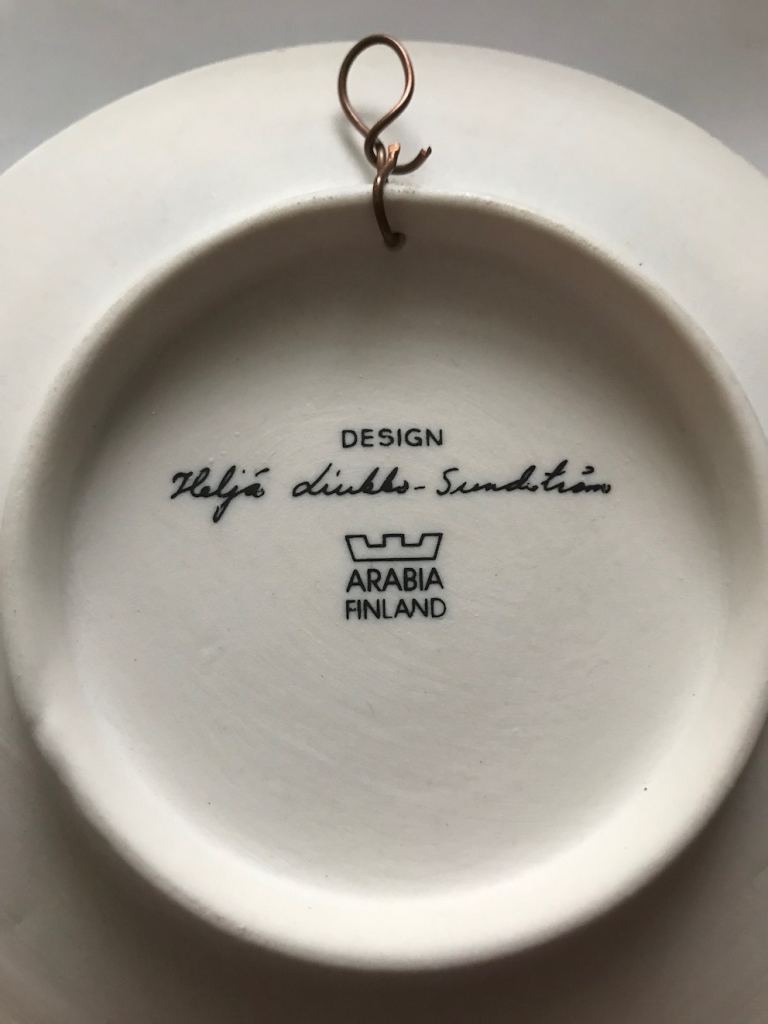 DESIGN
Heljä Liukko-Sundström
ARABIA
FINLAND